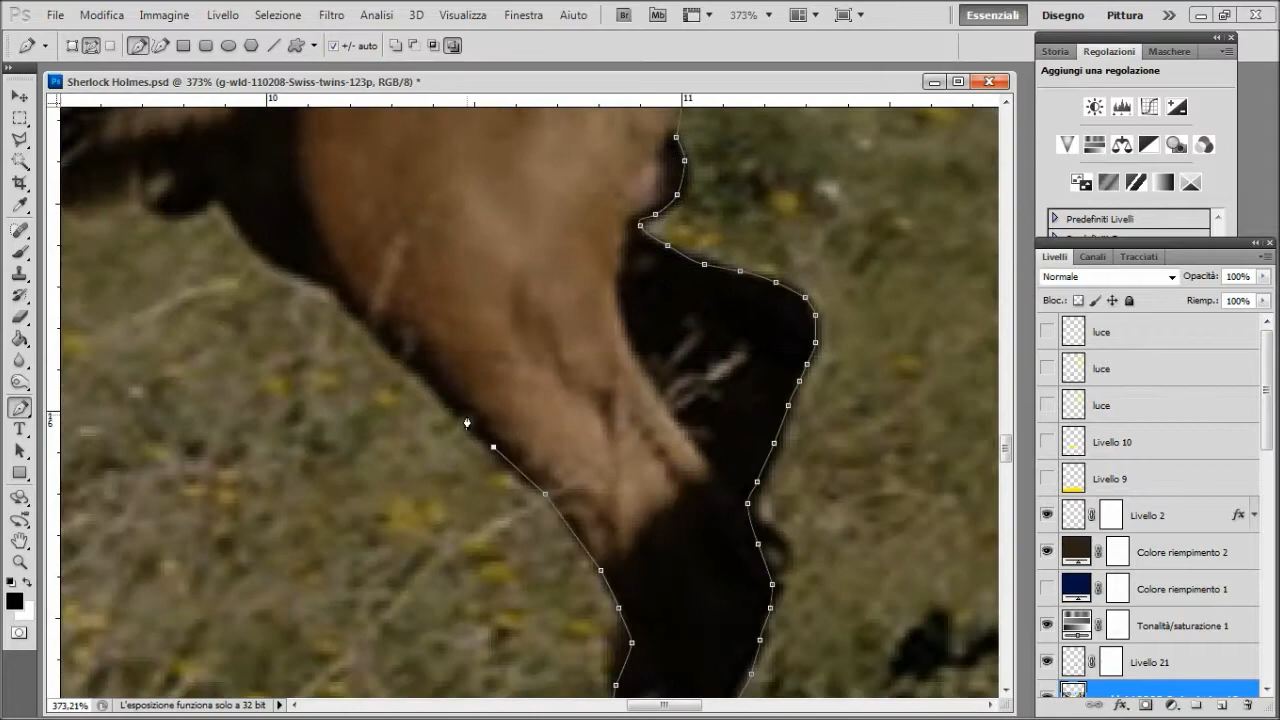 Ps File Modifica Immagine Livello Selezione Filtro Analisi 3D Visualizza Finestra Aiuto Br Mb 373% Essenziali Disegno Pittura
+/- auto
Storia Regolazioni Maschere
Aggiungi una regolazione
Sherlock Holmes.psd @ 373% (g-wld-110208-Swiss-twins-123p, RGB/8) *
10 11
Predefiniti Livelli
Livelli Canali Tracciati
Normale Opacità: 100%
Bloc.: Riemp.: 100%
luce
luce
luce
Livello 10
Livello 9
Livello 2 fx
Colore riempimento 2
Colore riempimento 1
Tonalità/saturazione 1
Livello 21
373,21% L'esposizione funziona solo a 32 bit